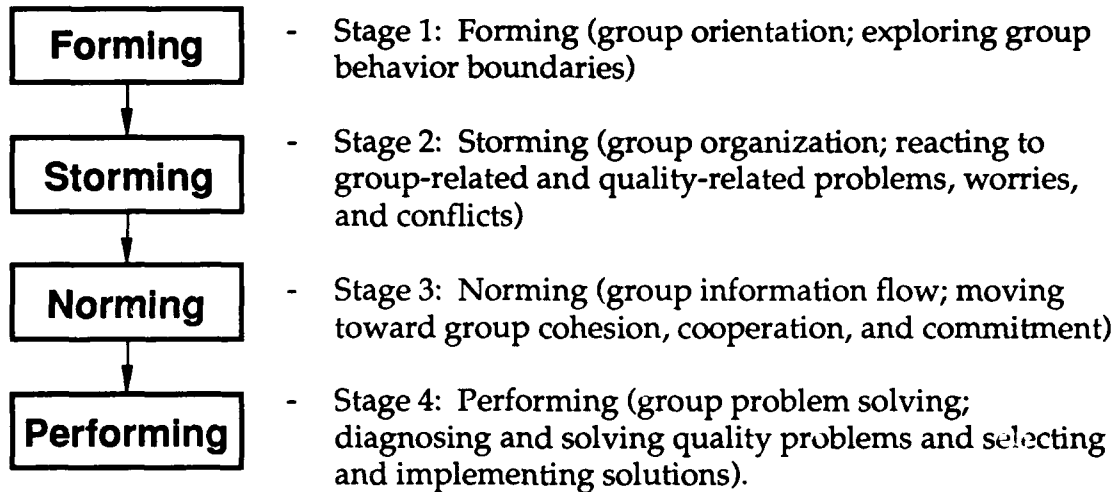 Forming
- Stage 1: Forming (group orientation; exploring group
behavior boundaries)
Storming
- Stage 2: Storming (group organization; reacting to
group-related and quality-related problems, worries,
and conflicts)
Norming
- Stage 3: Norming (group information flow; moving
toward group cohesion, cooperation, and commitment)
Performing
- Stage 4: Performing (group problem solving;
diagnosing and solving quality problems and selecting
and implementing solutions).